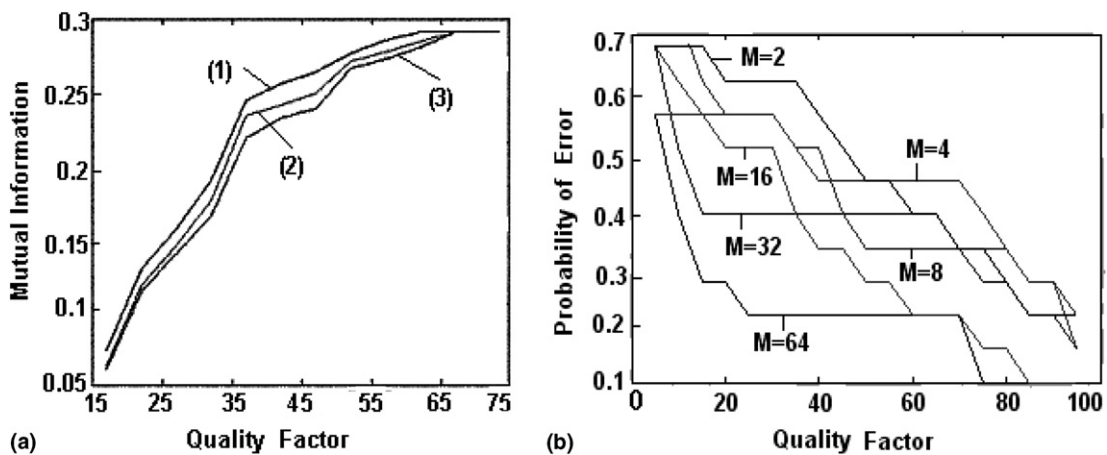 0.3
0.25
0.2
0.15
0.1
0.05
Mutual Information
(1)
(2)
(3)
15 25 35 45 55 65 75
(a) Quality Factor
0.7
0.6
0.5
0.4
0.3
0.2
0.1
Probability of Error
M=2
M=4
M=16
M=32
M=8
M=64
0 20 40 60 80 100
(b) Quality Factor